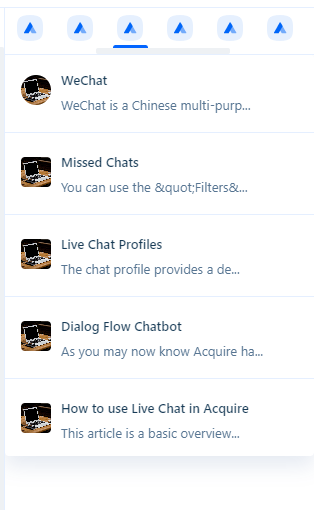 WeChat
WeChat is a Chinese multi-purp...
Missed Chats
You can use the &quot;Filters&...
Live Chat Profiles
The chat profile provides a de...
Dialog Flow Chatbot
As you may now know Acquire ha...
How to use Live Chat in Acquire
This article is a basic overview...